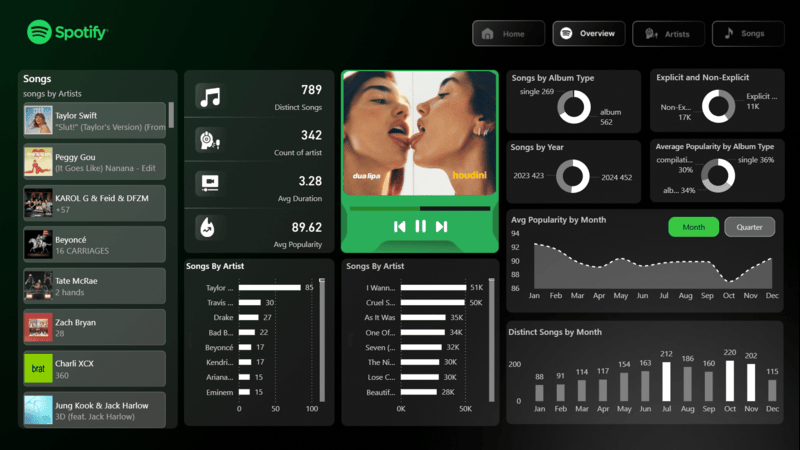 Spotify
Home
Overview
Artists
Songs
Songs
songs by Artists
Taylor Swift
"Slut!" (Taylor's Version) (From
Peggy Gou
(It Goes Like) Nanana - Edit
KAROL G & Feid & DFZM
+57
Beyoncé
16 CARRIAGES
Tate McRae
2 hands
Zach Bryan
28
brat
Charli XCX
360
Jung Kook & Jack Harlow
3D (feat. Jack Harlow)
789
Distinct Songs
342
Count of artist
3.28
Avg Duration
89.62
Avg Popularity
dua lipa
houdini
Songs by Album Type
single 269
album
562
Explicit and Non-Explicit
Explicit ...
11K
Non-Ex...
17K
Songs by Year
2023 423
2024 452
Average Popularity by Album Type
compilati...
30%
single 36%
alb... 34%
Avg Popularity by Month
Month
Quarter
94
92
90
88
86
Jan Feb Mar Apr May Jun Jul Aug Sep Oct Nov Dec
Songs By Artist
Taylor ... 85
Travis ... 30
Drake 27
Bad B... 22
Beyoncé 17
Kendri... 17
Ariana... 15
Eminem 15
0 50 100
Songs By Artist
I Wann... 51K
Cruel S... 50K
As It Was 35K
One Of... 34K
Seven (... 32K
The Ni... 30K
Lose C... 30K
Beautif... 28K
0K 50K
Distinct Songs by Month
200
0
88 91 114 117 154 163 212 186 160 220 202 115
Jan Feb Mar Apr May Jun Jul Aug Sep Oct Nov Dec